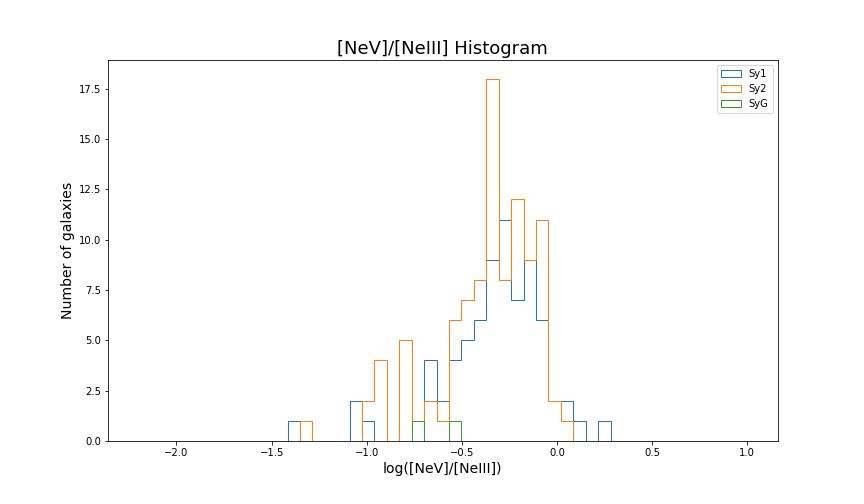 [NeV]/[NeIII] Histogram
Sy1
Sy2
SyG
Number of galaxies
17.5
15.0
12.5
10.0
7.5
5.0
2.5
0.0
−2.0 −1.5 −1.0 −0.5 0.0 0.5 1.0
log([NeV]/[NeIII])